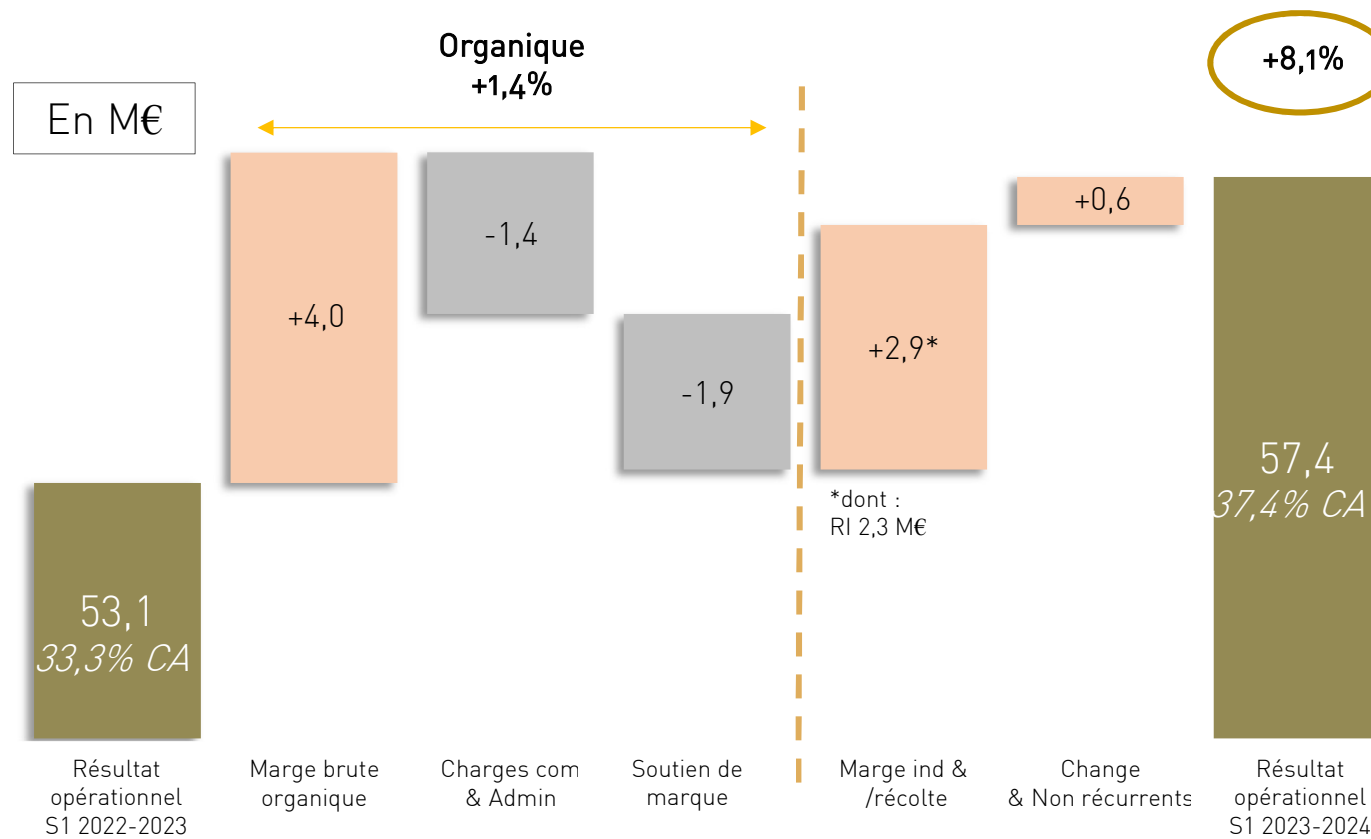 Organique
+1,4%
+8,1%
En M€
+4,0
-1,4
-1,9
+2,9*
+0,6
*dont :
RI 2,3 M€
53,1
33,3% CA
57,4
37,4% CA
Résultat
opérationnel
S1 2022-2023
Marge brute
organique
Charges com
& Admin
Soutien de
marque
Marge ind &
/récolte
Change
& Non récurrents
Résultat
opérationnel
S1 2023-2024